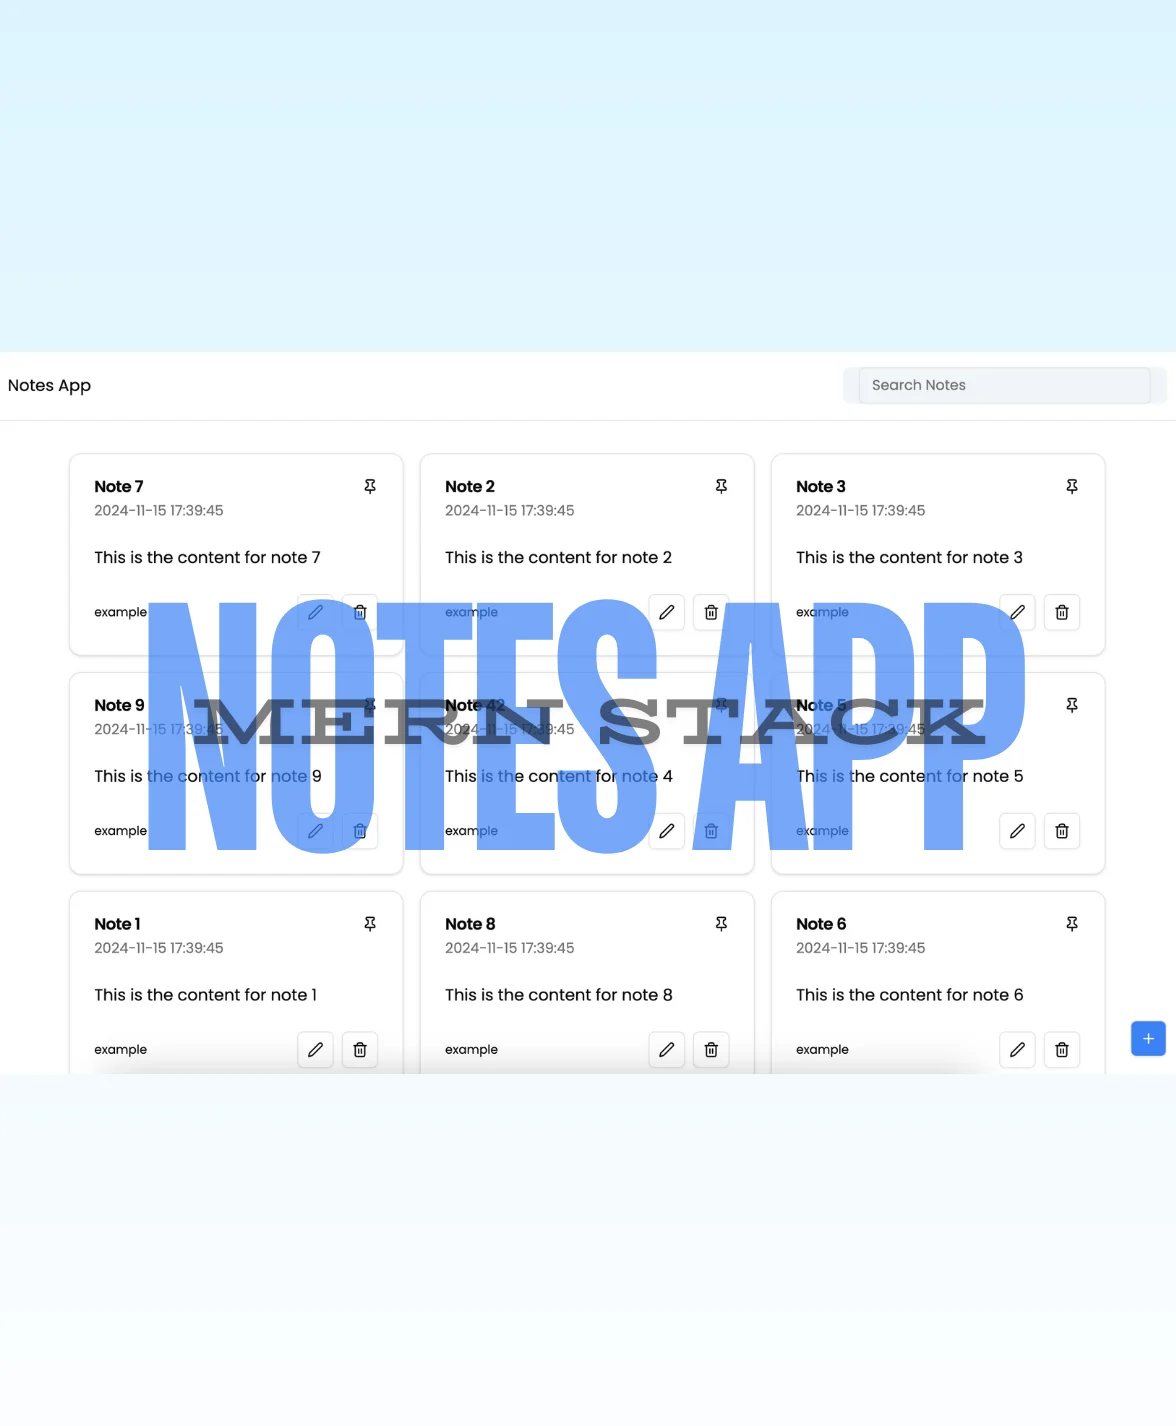 Notes App
Search Notes
Note 7
2024-11-15 17:39:45
This is the content for note 7
example
Note 2
2024-11-15 17:39:45
This is the content for note 2
example
Note 3
2024-11-15 17:39:45
This is the content for note 3
example
NOTES APP
MERN STACK
Note 9
2024-11-15 17:39:45
This is the content for note 9
example
Note 42
2024-11-15 17:39:45
This is the content for note 4
example
Note 5
2024-11-15 17:39:45
This is the content for note 5
example
Note 1
2024-11-15 17:39:45
This is the content for note 1
example
Note 8
2024-11-15 17:39:45
This is the content for note 8
example
Note 6
2024-11-15 17:39:45
This is the content for note 6
example